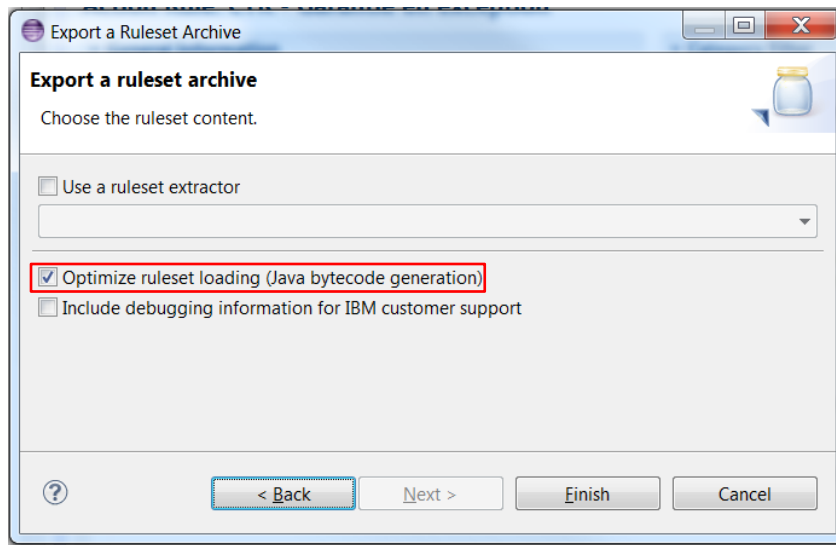 Export a Ruleset Archive
Export a ruleset archive
Choose the ruleset content.
Use a ruleset extractor
Optimize ruleset loading (Java bytecode generation)
Include debugging information for IBM customer support
< Back
Next >
Finish
Cancel